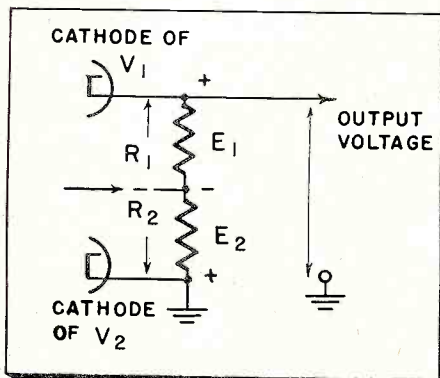 CATHODE OF
V1
+
OUTPUT
VOLTAGE
R1
E1
- -
R2
E2
+
CATHODE
OF V2